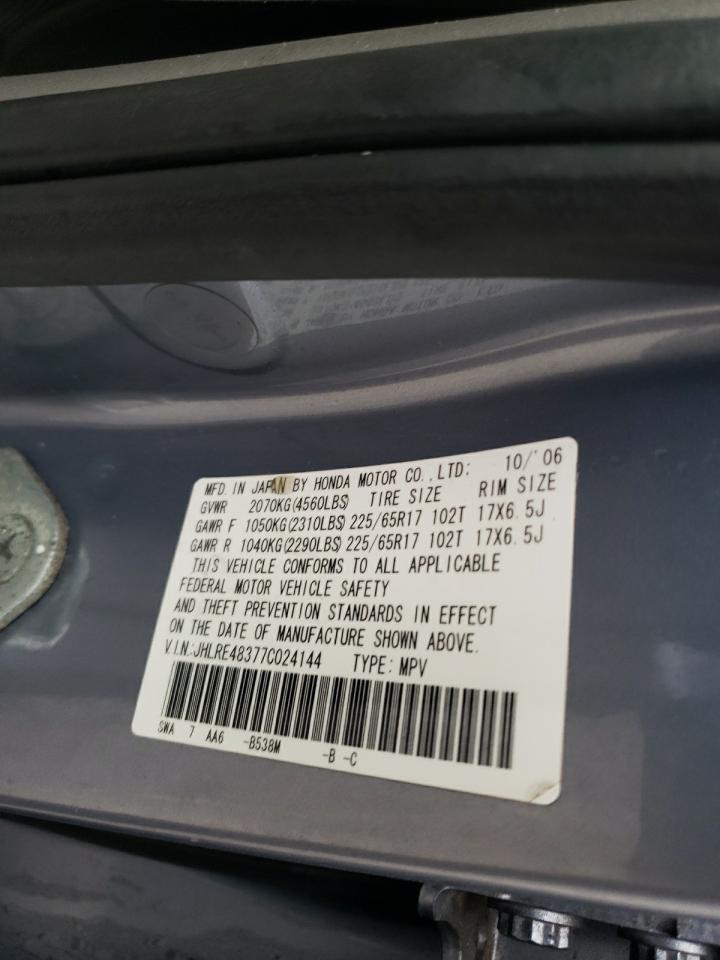 MFD. IN JAPAN BY HONDA MOTOR CO.,LTD: 10/'06
GVWR 2070KG(4560LBS) TIRE SIZE RIM SIZE
GAWR F 1050KG(2310LBS) 225/65R17 102T 17X6.5J
GAWR R 1040KG(2290LBS) 225/65R17 102T 17X6.5J
THIS VEHICLE CONFORMS TO ALL APPLICABLE
FEDERAL MOTOR VEHICLE SAFETY
AND THEFT PREVENTION STANDARDS IN EFFECT
ON THE DATE OF MANUFACTURE SHOWN ABOVE.
V.I.N.:JHLRE48377C024144 TYPE: MPV
SWA 7 AA6 -B538M -B -C